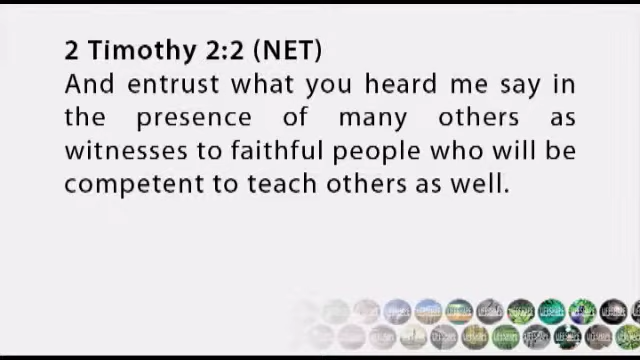 2 Timothy 2:2 (NET)
And entrust what you heard me say in
the presence of many others as
witnesses to faithful people who will be
competent to teach others as well.